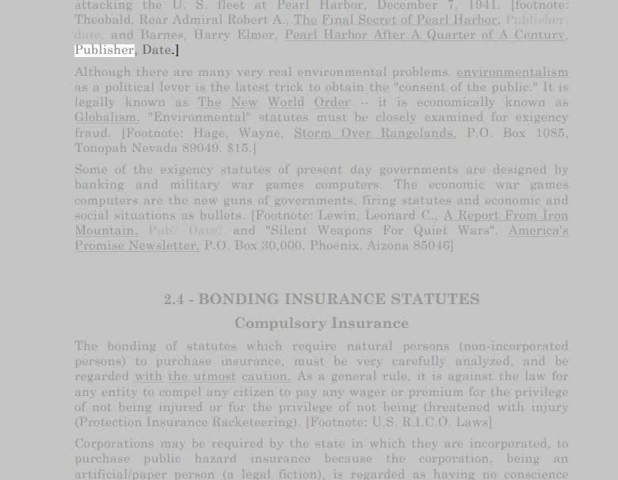 attacking the U. S. fleet at Pearl Harbor, December 7, 1941. [footnote:
Theobald, Rear Admiral Robert A., The Final Secret of Pearl Harbor, Publisher;
date. and Barnes, Harry Elmer, Pearl Harbor After A Quarter of A Century,
Publisher, Date.]
Although there are many very real environmental problems, environmentalism
as a political lever is the latest trick to obtain the "consent of the public." It is
legally known as The New World Order -- it is economically known as
Globalism. "Environmental" statutes must be closely examined for exigency
fraud. [Footnote: Hage, Wayne, Storm Over Rangelands, P.O. Box 1085,
Tonopah Nevada 89049. $15.]
Some of the exigency statutes of present day governments are designed by
banking and military war games computers. The economic war games
computers are the new guns of governments, firing statutes and economic and
social situations as bullets. [Footnote: Lewin, Leonard C., A Report From Iron
Mountain, Pub? Date? and "Silent Weapons For Quiet Wars". America's
Promise Newsletter, P.O. Box 30,000, Phoenix, Aizona 85046]
2.4 - BONDING INSURANCE STATUTES
Compulsory Insurance
The bonding of statutes which require natural persons (non-incorporated
persons) to purchase insurance, must be very carefully analyzed, and be
regarded with the utmost caution. As a general rule, it is against the law for
any entity to compel any citizen to pay any wager or premium for the privilege
of not being injured or for the privilege of not being threatened with injury
(Protection Insurance Racketeering). [Footnote: U.S. R.I.C.O. Laws]
Corporations may be required by the state in which they are incorporated, to
purchase public hazard insurance because the corporation, being an
artificial/paper person (a legal fiction), is regarded as having no conscience